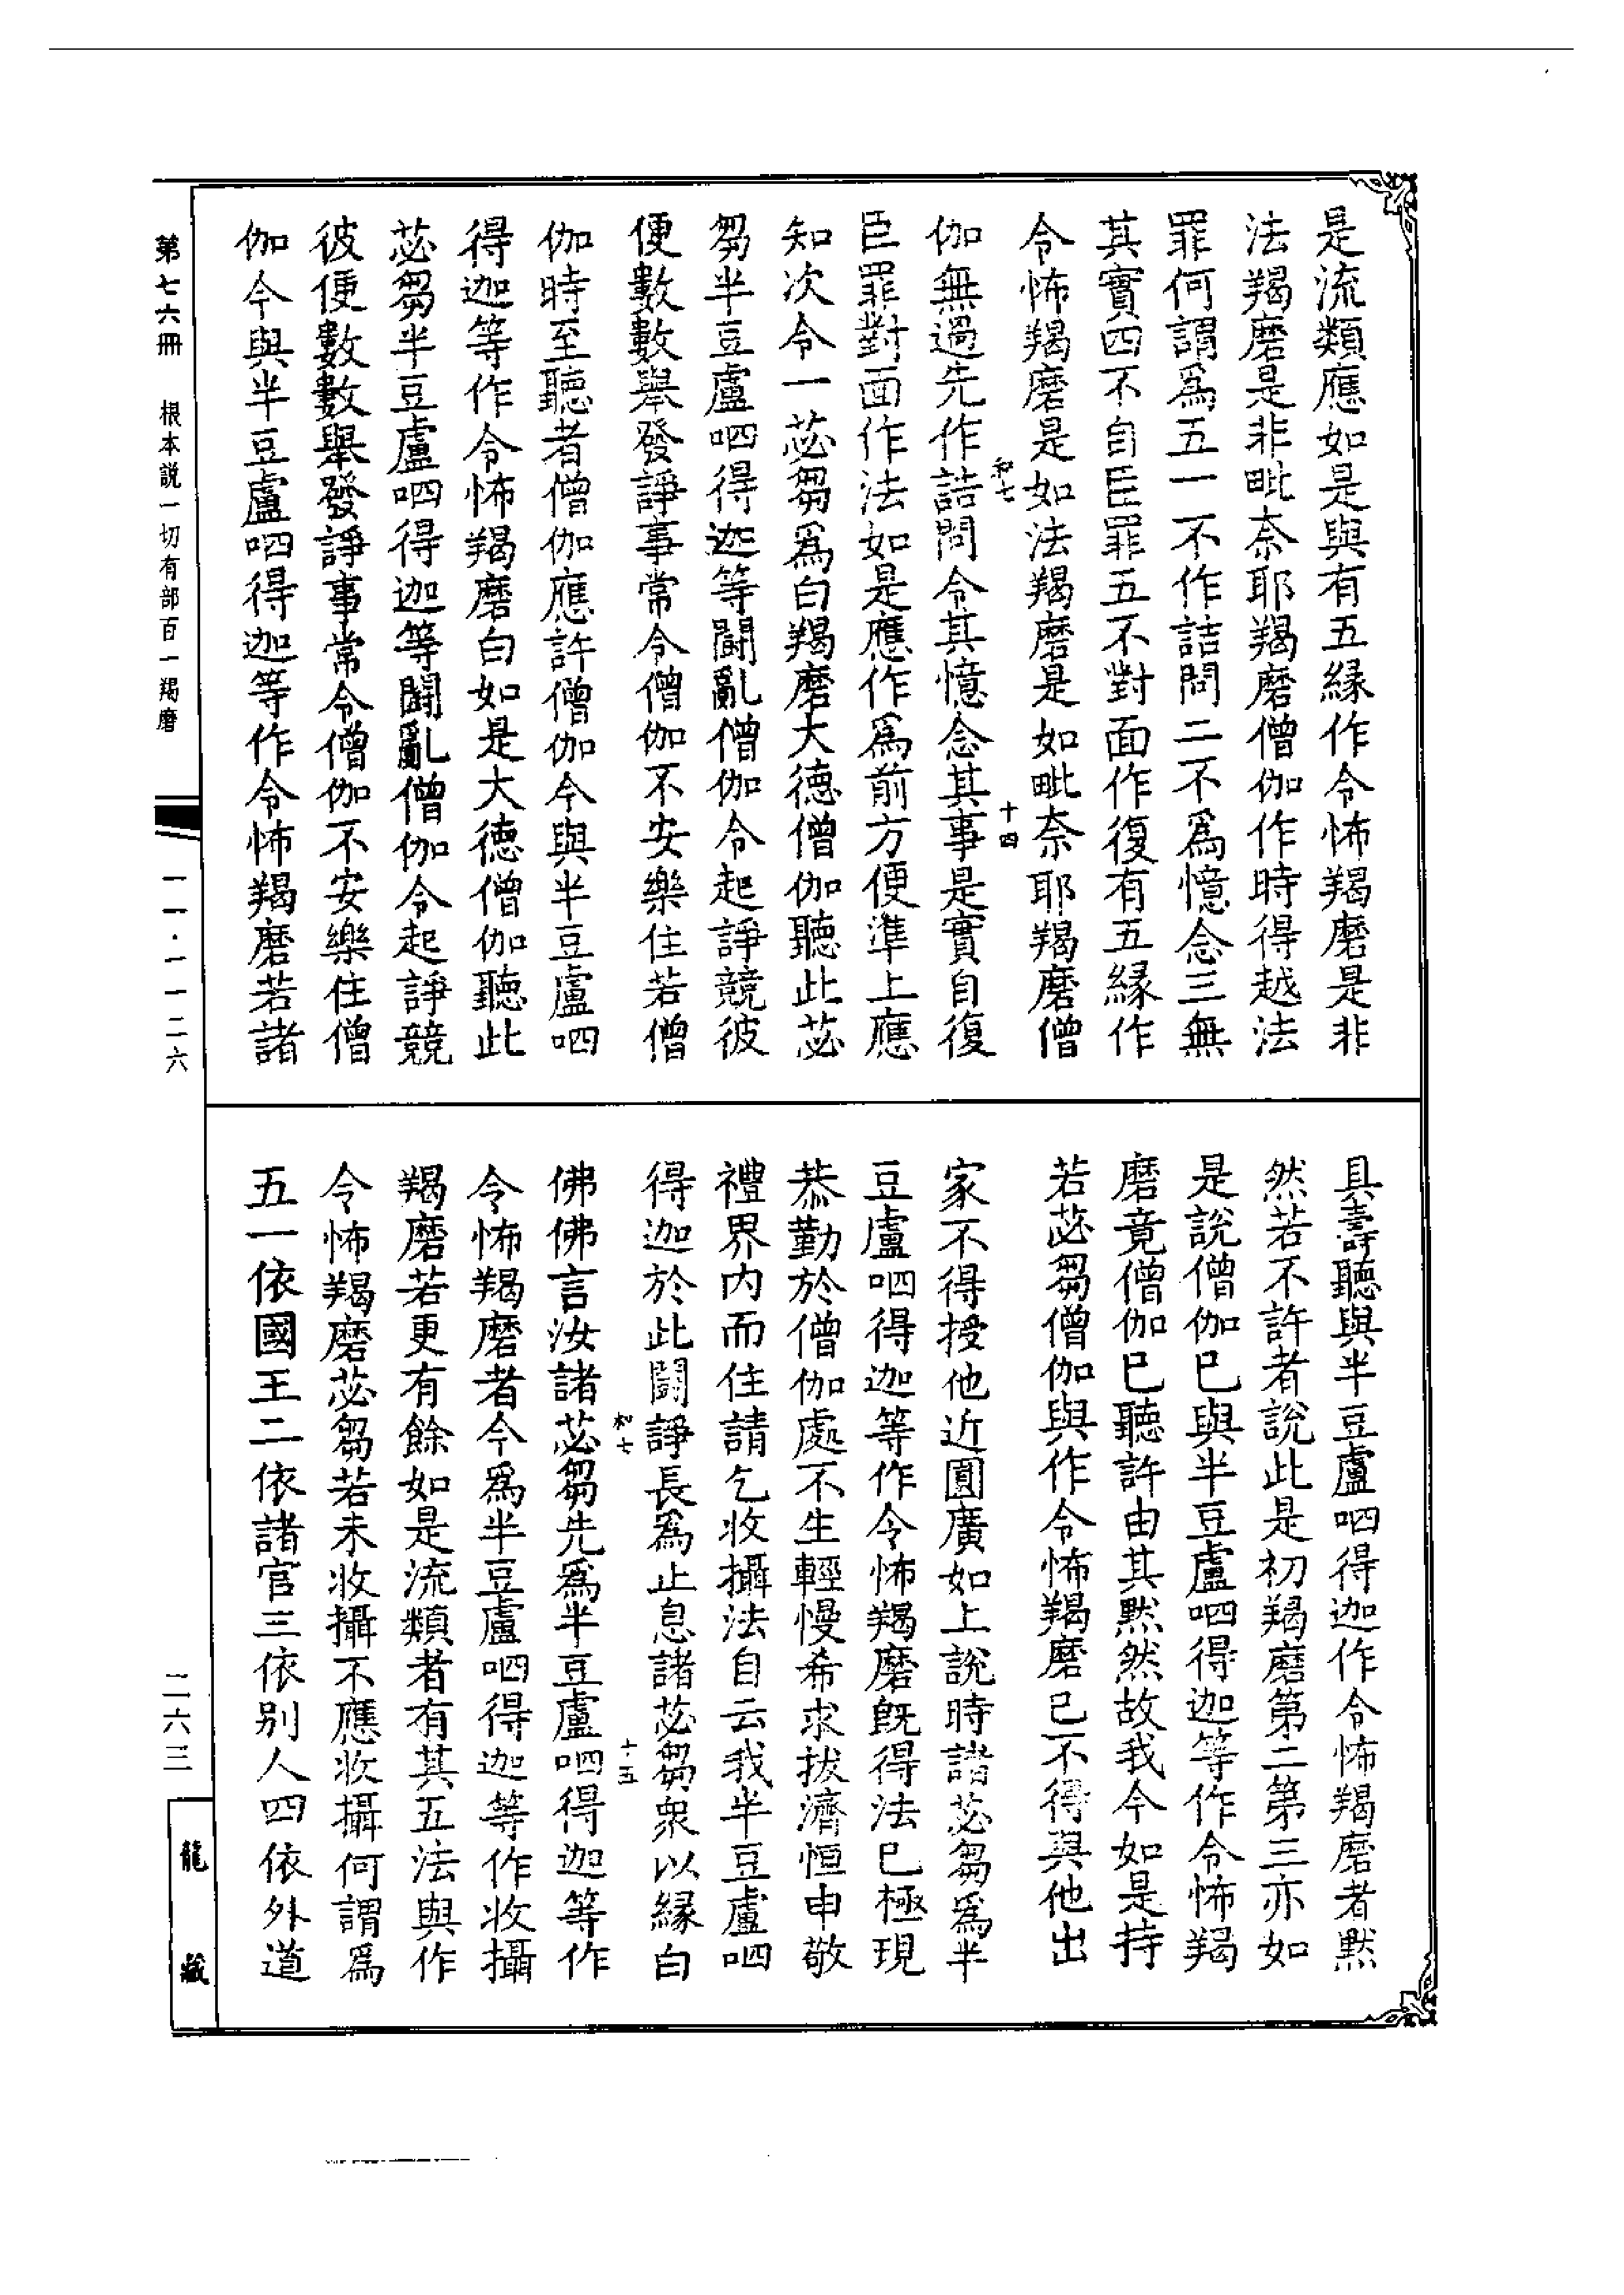 是流類應如是與有五緣作令怖羯磨是非
法羯磨是非毗奈耶羯磨僧伽作時得越法
罪何謂爲五一不作詰問二不爲憶念三無
其實四不自臣罪五不對面作復有五緣作
令怖羯磨是如法羯磨是如毗奈耶羯磨僧
和七
十四
伽無過先作詰問令其憶念其事是實自復
臣罪對面作法如是應作爲前方便準上應
知次令一苾芻爲白羯磨大德僧伽聽此苾
芻半豆盧呬得迦等鬬亂僧伽令起諍競彼
便數數舉發諍事常令僧伽不安樂住若僧
伽時至聽者僧伽應許僧伽今與半豆盧呬
得迦等作令怖羯磨白如是大德僧伽聽此
苾芻半豆盧呬得迦等鬬亂僧伽令起諍競
彼便數數舉發諍事常令僧伽不安樂住僧
伽今與半豆盧呬得迦等作令怖羯磨若諸
具壽聽與半豆盧呬得迦作令怖羯磨者默
然若不許者說此是初羯磨第二第三亦如
是說僧伽巳與半豆盧呬得迦等作令怖羯
磨竟僧伽巳聽許由其默然故我今如是持
若苾芻僧伽與作令怖羯磨巳不得與他出
家不得授他近圓廣如上說時諸苾芻爲半
豆盧呬得迦等作令怖羯磨旣得法巳極現
恭勤於僧伽處不生輕慢希求拔濟恒申敬
禮界内而住請乞收攝法自云我半豆盧呬
得迦於此鬬諍長爲止息諸苾芻衆以緣白
和七
十五
佛佛言汝諸苾芻先爲半豆盧呬得迦等作
令怖羯磨者今爲半豆盧呬得迦等作收攝
羯磨若更有餘如是流類者有其五法與作
令怖羯磨苾芻若未收攝不應收攝何謂爲
五一依國王二依諸官三依别人四依外道
第七六冊 根本說一切有部百一羯磨
一一·一一二六
二六三
龍藏